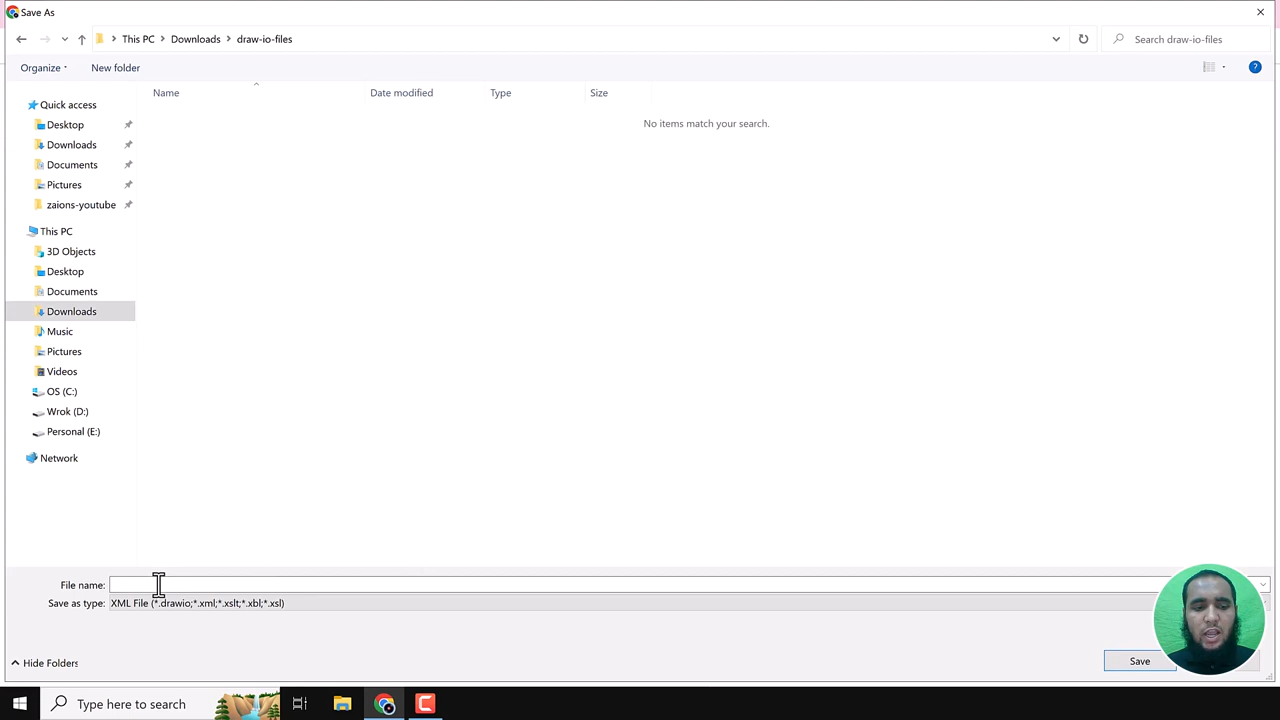 Save As
This PC
Downloads
draw-io-files
Search draw-io-files
Organize
New folder
Name
Date modified
Type
Size
No items match your search.
Quick access
Desktop
Downloads
Documents
Pictures
zaions-youtube
This PC
3D Objects
Desktop
Documents
Downloads
Music
Pictures
Videos
OS (C:)
Wrok (D:)
Personal (E:)
Network
File name:
Save as type: XML File (*.drawio;*.xml;*.xslt;*.xbl;*.xsl)
Hide Folders
Save
Type here to search